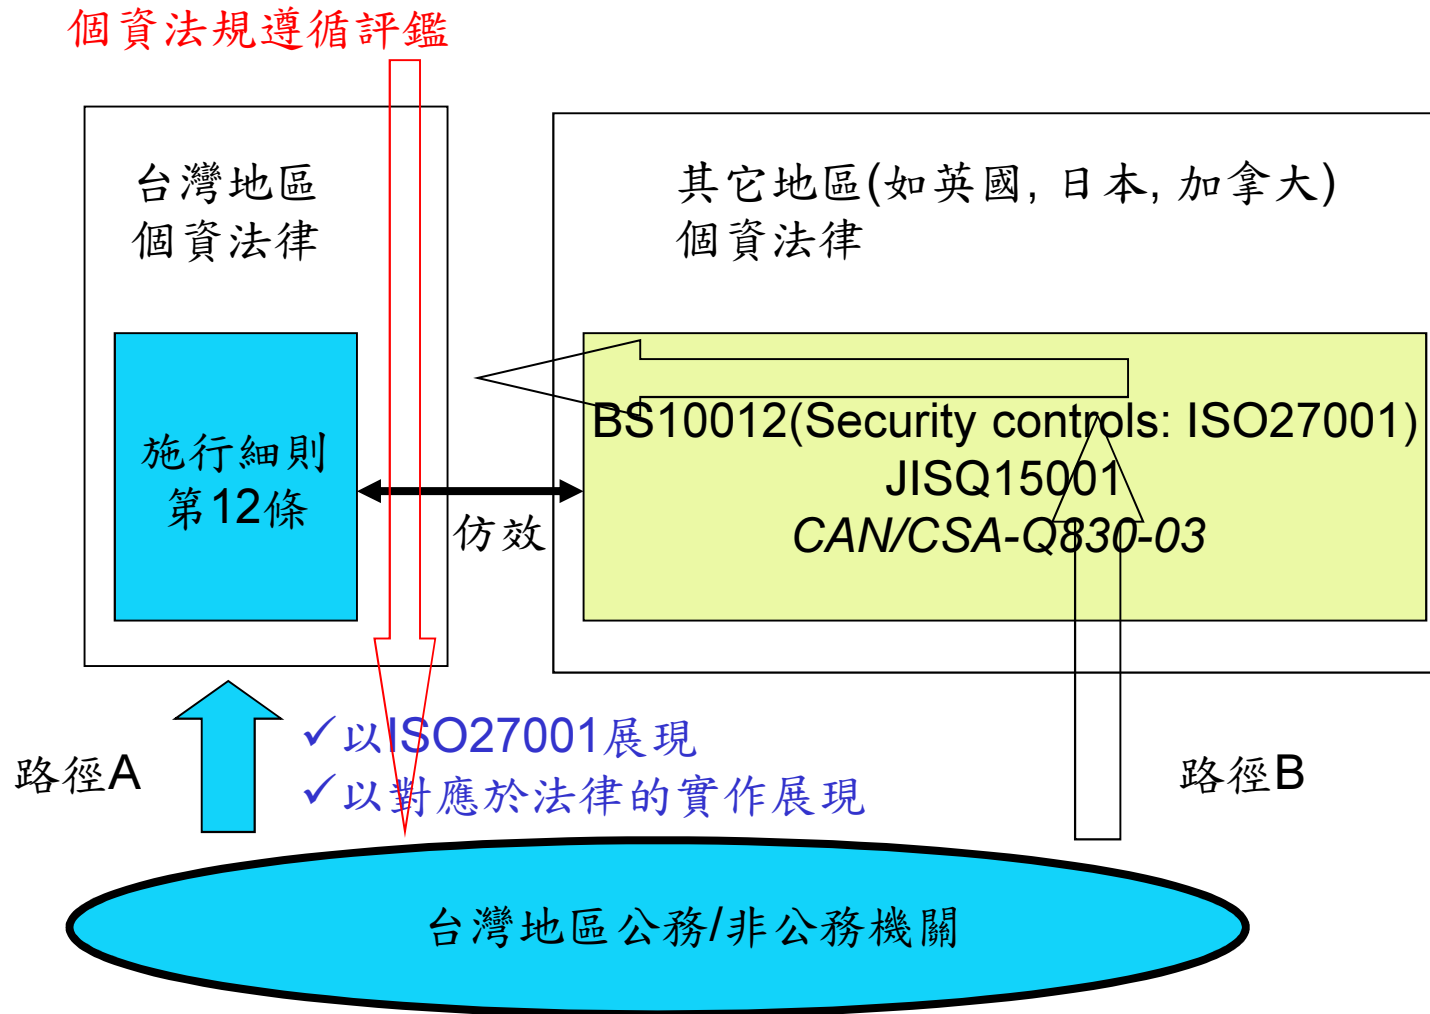 個資法規遵循評鑑
台灣地區
個資法律
其它地區(如英國, 日本, 加拿大)
個資法律
施行細則
第12條
仿效
BS10012(Security controls: ISO27001)
JISQ15001
CAN/CSA-Q830-03
路徑A
✓以ISO27001展現
✓以對應於法律的實作展現
路徑B
台灣地區公務/非公務機關